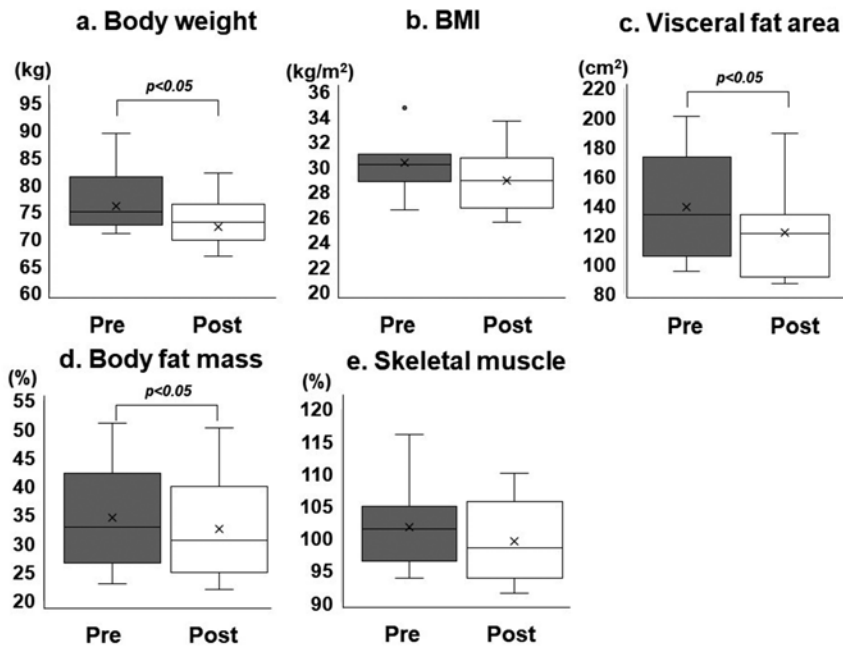 a. Body weight
(kg)
p<0.05
95
90
85
80
75
70
65
60
Pre Post
b. BMI
(kg/m²)
36
34
32
30
28
26
24
22
20
Pre Post
c. Visceral fat area
(cm²)
p<0.05
220
200
180
160
140
120
100
80
Pre Post
d. Body fat mass
(%)
p<0.05
55
50
45
40
35
30
25
20
Pre Post
e. Skeletal muscle
(%)
120
115
110
105
100
95
90
Pre Post